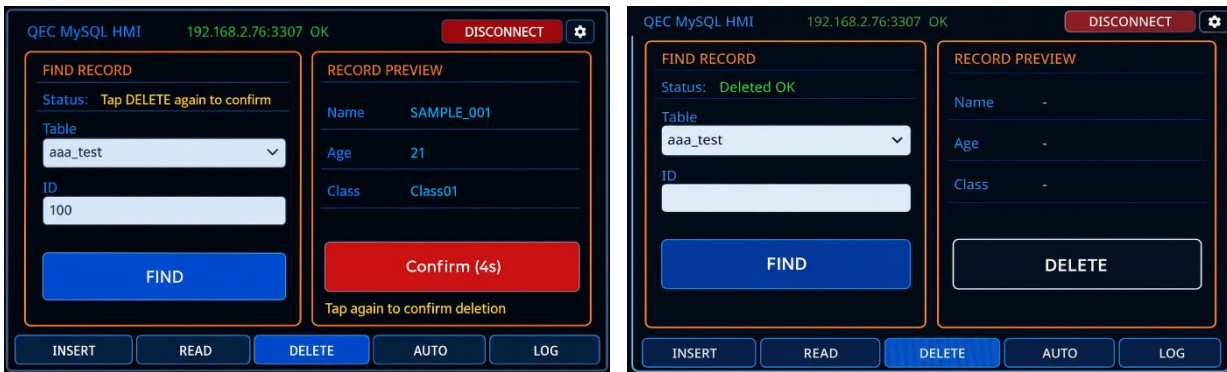 QEC MySQL HMI 192.168.2.76:3307 OK DISCONNECT
FIND RECORD
Status: Tap DELETE again to confirm
Table
aaa_test
ID
100
FIND
RECORD PREVIEW
Name SAMPLE_001
Age 21
Class Class01
Confirm (4s)
Tap again to confirm deletion
INSERT READ DELETE AUTO LOG
QEC MySQL HMI 192.168.2.76:3307 OK DISCONNECT
FIND RECORD
Status: Deleted OK
Table
aaa_test
ID
FIND
RECORD PREVIEW
Name -
Age -
Class -
DELETE
INSERT READ DELETE AUTO LOG